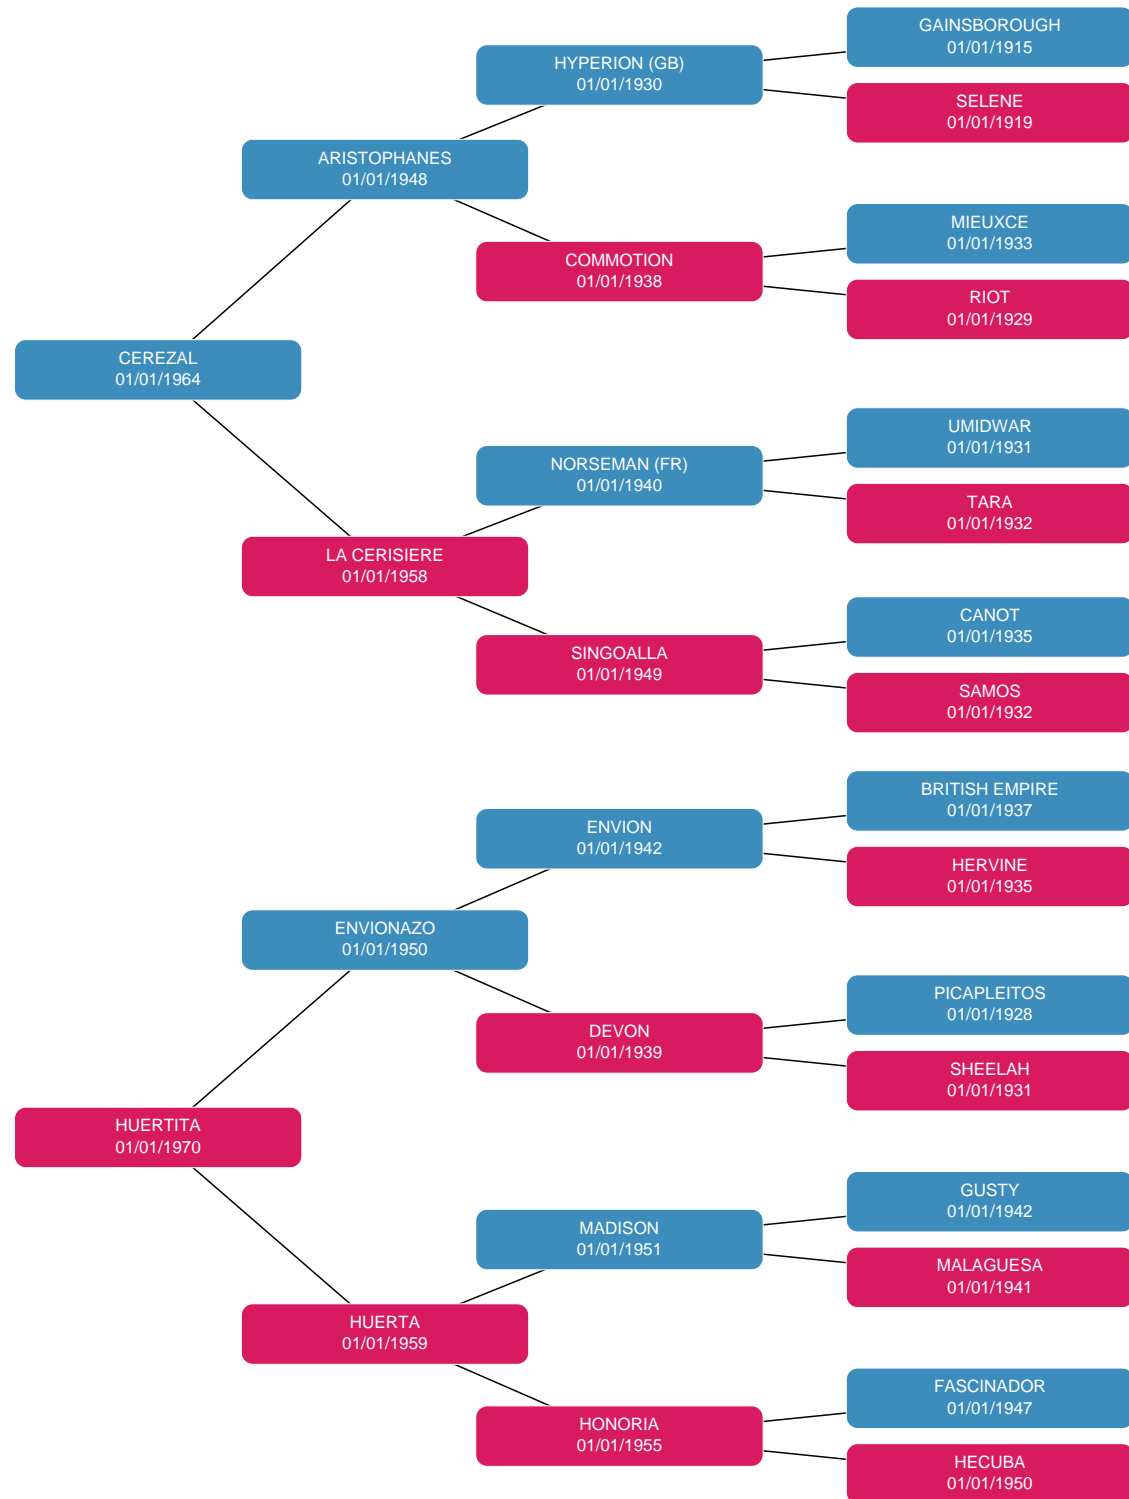 GAINSBOROUGH
01/01/1915
HYPERION (GB)
01/01/1930
SELENE
01/01/1919
ARISTOPHANES
01/01/1948
MIEUXCE
01/01/1933
COMMOTION
01/01/1938
RIOT
01/01/1929
CEREZAL
01/01/1964
UMIDWAR
01/01/1931
NORSEMAN (FR)
01/01/1940
TARA
01/01/1932
LA CERISIERE
01/01/1958
CANOT
01/01/1935
SINGOALLA
01/01/1949
SAMOS
01/01/1932
BRITISH EMPIRE
01/01/1937
ENVION
01/01/1942
HERVINE
01/01/1935
ENVIONAZO
01/01/1950
PICAPLEITOS
01/01/1928
DEVON
01/01/1939
SHEELAH
01/01/1931
HUERTITA
01/01/1970
GUSTY
01/01/1942
MADISON
01/01/1951
MALAGUESA
01/01/1941
HUERTA
01/01/1959
FASCINADOR
01/01/1947
HONORIA
01/01/1955
HECUBA
01/01/1950